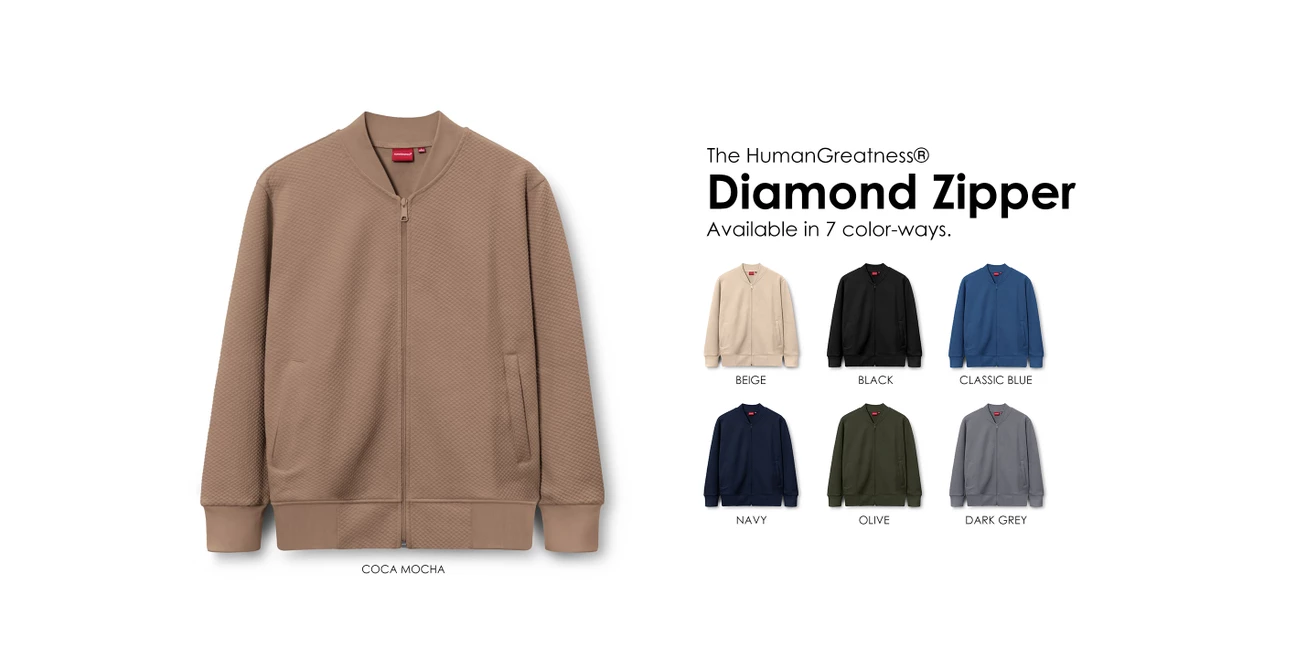 The HumanGreatness®
Diamond Zipper
Available in 7 color-ways.
BEIGE
BLACK
CLASSIC BLUE
NAVY
OLIVE
DARK GREY
COCA MOCHA